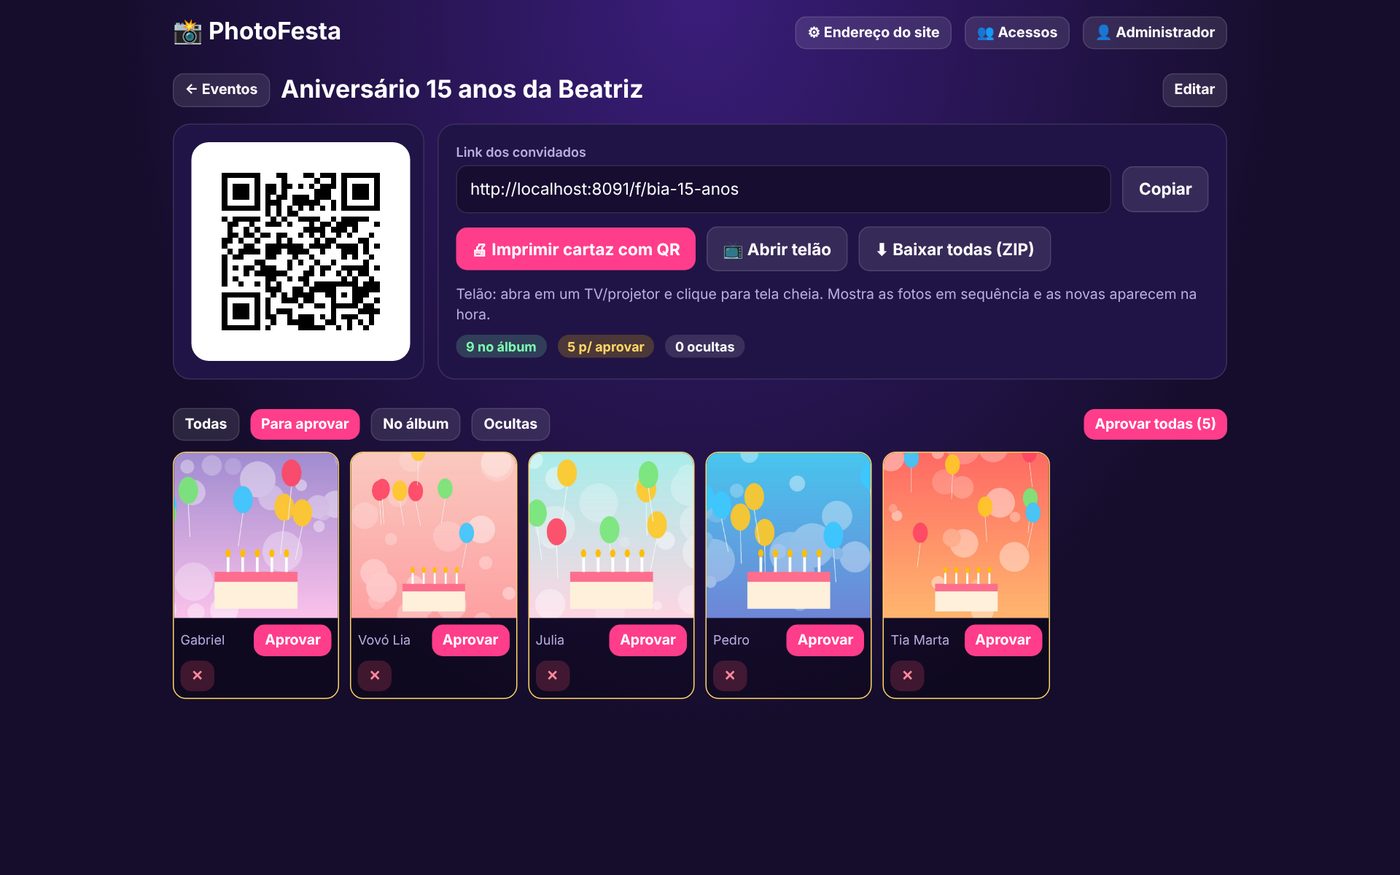 📸 PhotoFesta
⚙ Endereço do site
👥 Acessos
👤 Administrador
← Eventos
Aniversário 15 anos da Beatriz
Editar
Link dos convidados
http://localhost:8091/f/bia-15-anos
Copiar
🖨 Imprimir cartaz com QR
📺 Abrir telão
⬇ Baixar todas (ZIP)
Telão: abra em um TV/projetor e clique para tela cheia. Mostra as fotos em sequência e as novas aparecem na
hora.
9 no álbum
5 p/ aprovar
0 ocultas
Todas
Para aprovar
No álbum
Ocultas
Aprovar todas (5)
Gabriel
Aprovar
✕
Vovó Lia
Aprovar
✕
Julia
Aprovar
✕
Pedro
Aprovar
✕
Tia Marta
Aprovar
✕